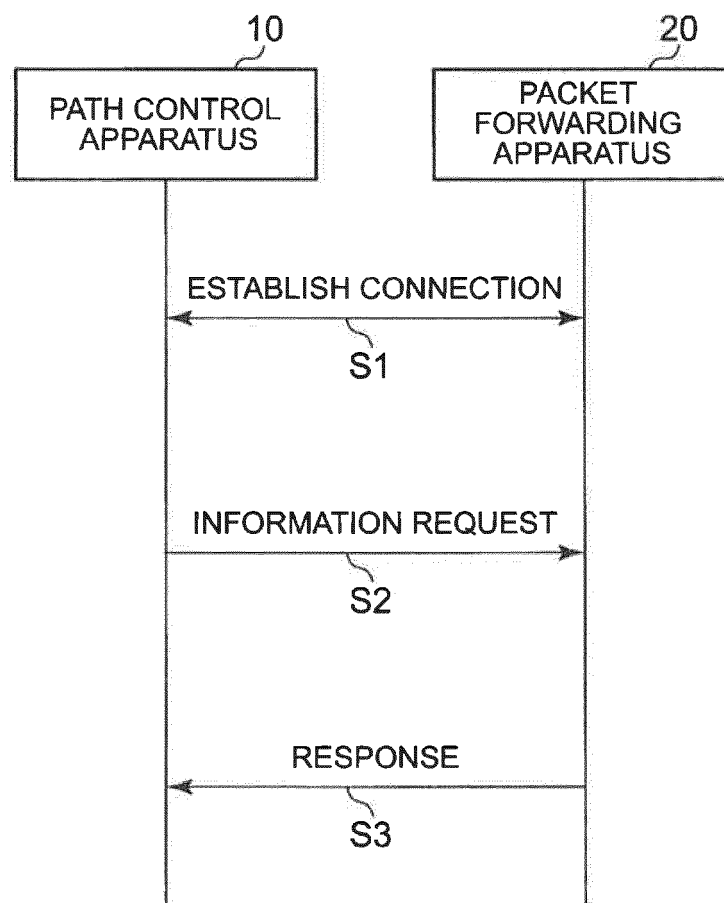 10
20
PATH CONTROL
APPARATUS
PACKET
FORWARDING
APPARATUS
ESTABLISH CONNECTION
S1
INFORMATION REQUEST
S2
RESPONSE
S3